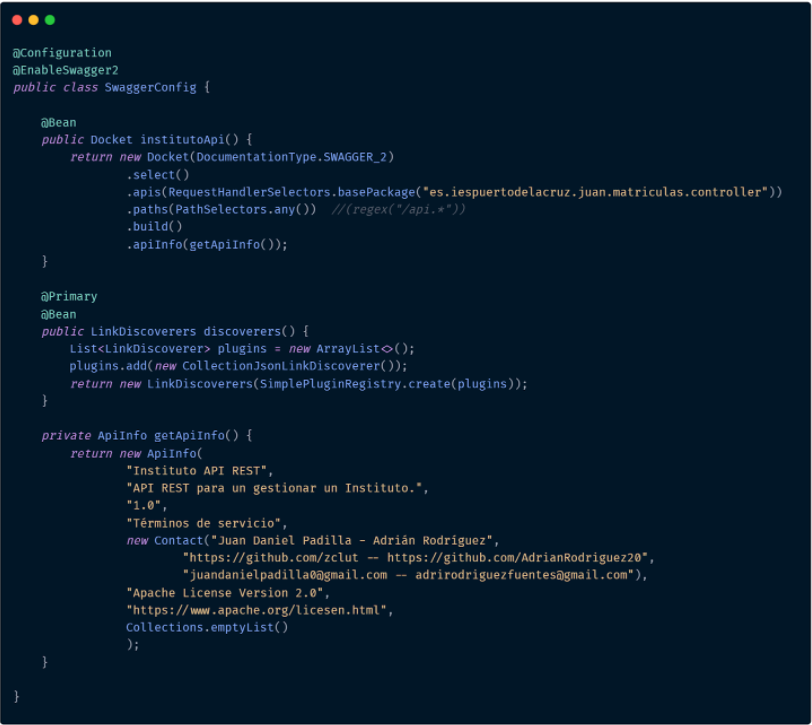 @Configuration
@EnableSwagger2
public class SwaggerConfig {
@Bean
public Docket institutoApi() {
return new Docket(DocumentationType.SWAGGER_2)
.select()
.apis(RequestHandlerSelectors.basePackage("es.iespuertodelacruz.juan.matriculas.controller"))
.paths(PathSelectors.any()) //(regex("/api.*"))
.build()
.apiInfo(getApiInfo());
}
@Primary
@Bean
public LinkDiscoverers discoverers() {
List<LinkDiscoverer> plugins = new ArrayList<>();
plugins.add(new CollectionJsonLinkDiscoverer());
return new LinkDiscoverers(SimplePluginRegistry.create(plugins));
}
private ApiInfo getApiInfo() {
return new ApiInfo(
"Instituto API REST",
"API REST para un gestionar un Instituto.",
"1.0",
"Términos de servicio",
new Contact("Juan Daniel Padilla - Adrián Rodríguez",
"https://github.com/zclut -- https://github.com/AdrianRodriguez20",
"juandanielpadilla0@gmail.com -- adrirodriguezfuentes@gmail.com"),
"Apache License Version 2.0",
"https://www.apache.org/licesen.html",
Collections.emptyList()
);
}
}